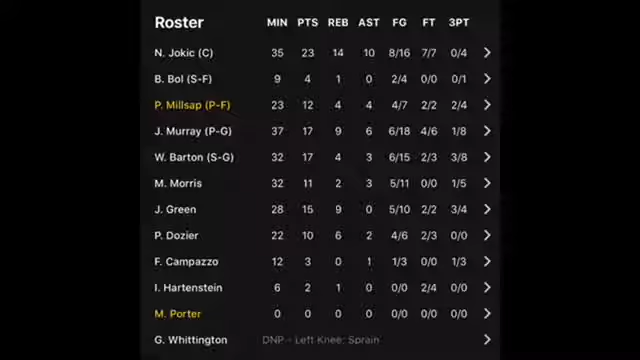 Roster MIN PTS REB AST FG FT 3PT
N. Jokic (C) 35 23 14 10 8/16 7/7 0/4
B. Bol (S-F) 9 4 1 0 2/4 0/0 0/1
P. Millsap (P-F) 23 12 4 4 4/7 2/2 2/4
J. Murray (P-G) 37 17 9 6 6/18 4/6 1/8
W. Barton (S-G) 32 17 4 3 6/15 2/3 3/8
M. Morris 32 11 2 3 5/11 0/0 1/5
J. Green 28 15 9 0 5/10 2/2 3/4
P. Dozier 22 10 6 2 4/6 2/3 0/0
F. Campazzo 12 3 0 1 1/3 0/0 1/3
I. Hartenstein 6 2 1 0 0/0 2/4 0/0
M. Porter 0 0 0 0 0/0 0/0 0/0
G. Whittington DNP - Left Knee: Sprain